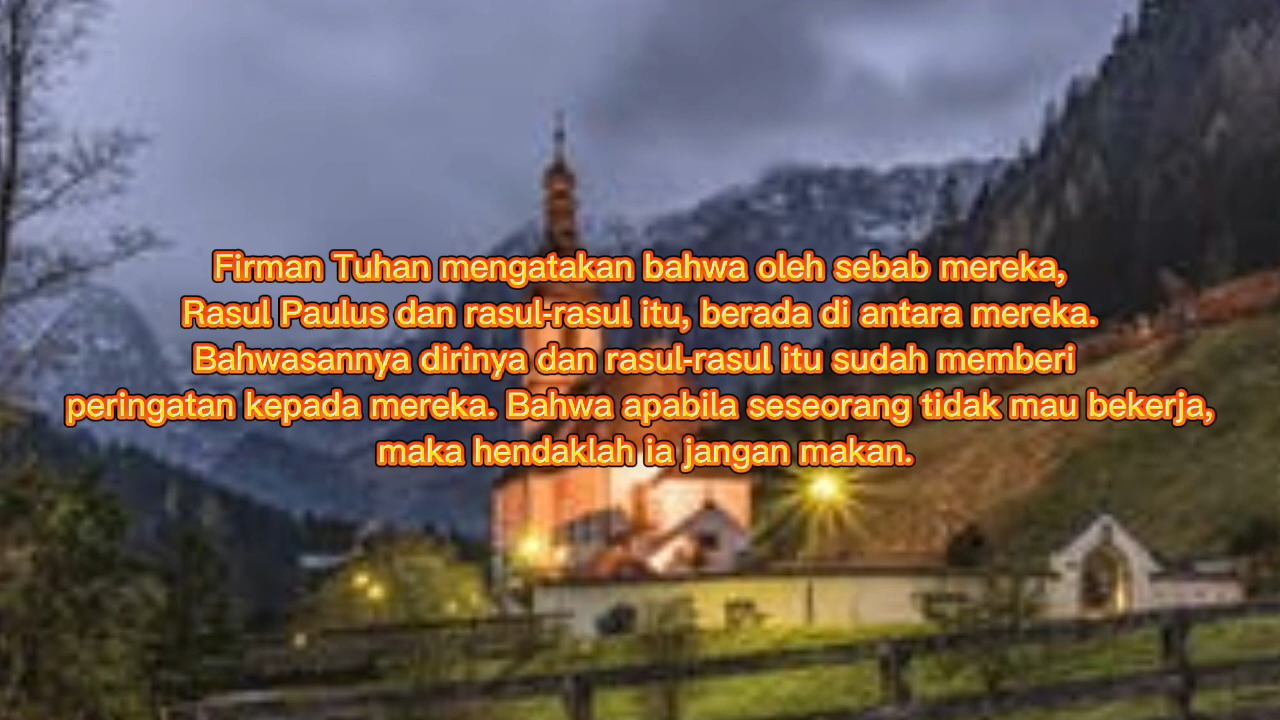 Firman Tuhan mengatakan bahwa oleh sebab mereka,
Rasul Paulus dan rasul-rasul itu, berada di antara mereka.
Bahwasannya dirinya dan rasul-rasul itu sudah memberi
peringatan kepada mereka. Bahwa apabila seseorang tidak mau bekerja,
maka hendaklah ia jangan makan.